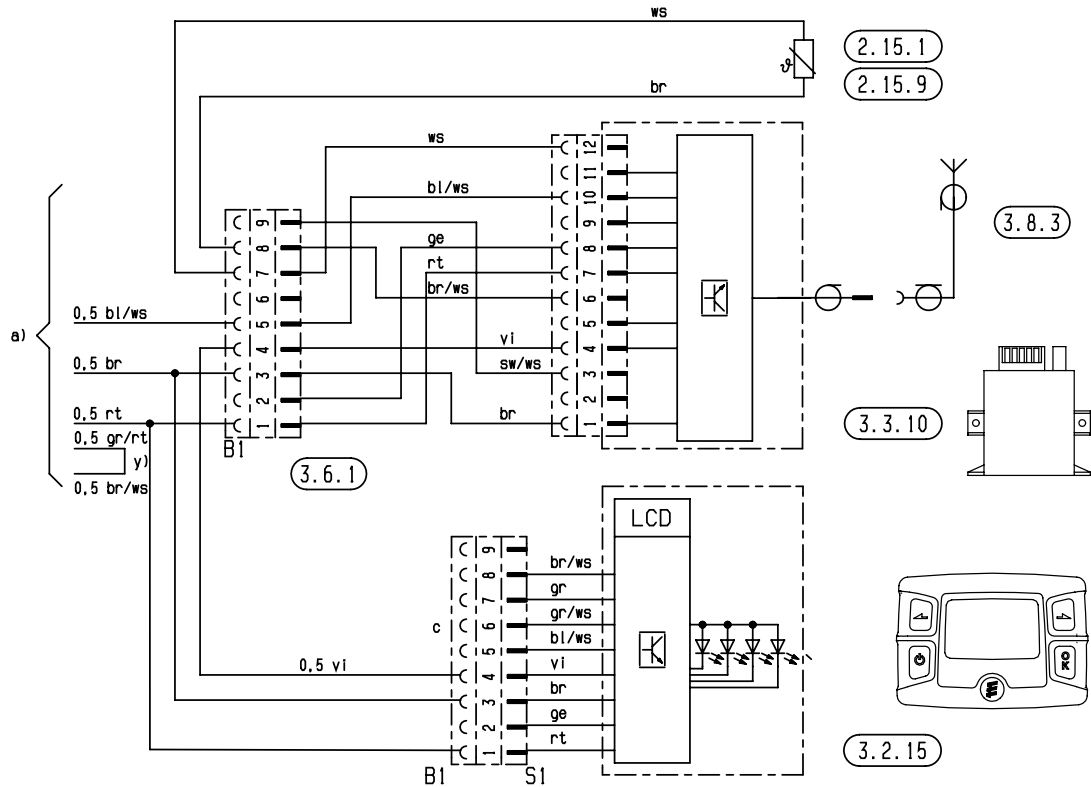 ws
2.15.1
ϑ
2.15.9
br
ws
12
11
bl/ws
10
9
ge
8
rt
7
br/ws
6
5
vi
4
sw/ws
3
2
br
1
3.8.3
9
8
7
6
5
4
3
2
1
B1
a)
0,5 bl/ws
0,5 br
0,5 rt
0,5 gr/rt
y)
0,5 br/ws
3.6.1
3.3.10
LCD
9
br/ws
8
gr
7
gr/ws
c
6
bl/ws
5
0,5 vi
vi
4
br
3
ge
2
rt
1
B1
S1
OK
3.2.15